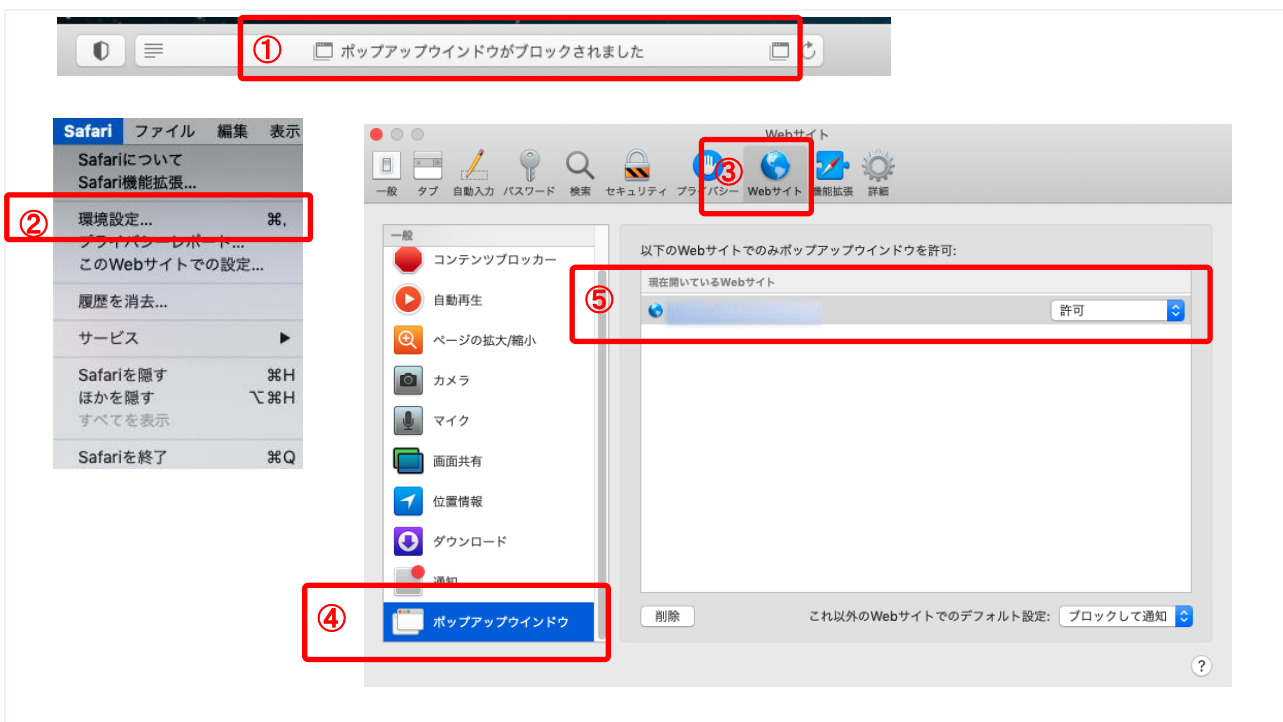 ①
ポップアップウインドウがブロックされました
Safari ファイル 編集 表示
Safariについて
Safari機能拡張...
②
環境設定... ⌘,
プライバシーレポート...
このWebサイトでの設定...
履歴を消去...
サービス ▶
Safariを隠す ⌘H
ほかを隠す ⌥⌘H
すべてを表示
Safariを終了 ⌘Q
Webサイト
③
一般 タブ 自動入力 パスワード 検索 セキュリティ プライバシー Webサイト 機能拡張 詳細
一般
コンテンツブロッカー
自動再生
ページの拡大/縮小
カメラ
マイク
画面共有
位置情報
ダウンロード
通知
④
ポップアップウインドウ
以下のWebサイトでのみポップアップウインドウを許可:
⑤
現在開いているWebサイト
許可
削除 これ以外のWebサイトでのデフォルト設定: ブロックして通知
?